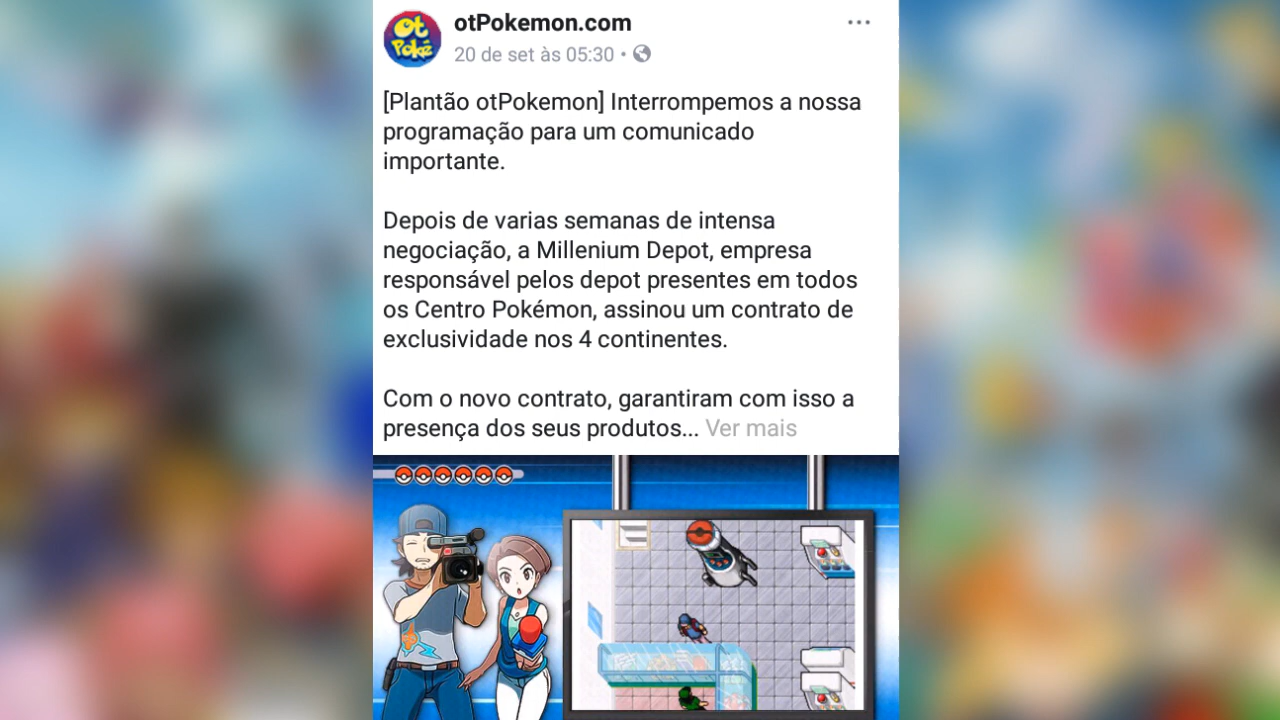 Ot
Poké
otPokemon.com
20 de set às 05:30 •
[Plantão otPokemon] Interrompemos a nossa
programação para um comunicado
importante.
Depois de varias semanas de intensa
negociação, a Millenium Depot, empresa
responsável pelos depot presentes em todos
os Centro Pokémon, assinou um contrato de
exclusividade nos 4 continentes.
Com o novo contrato, garantiram com isso a
presença dos seus produtos... Ver mais